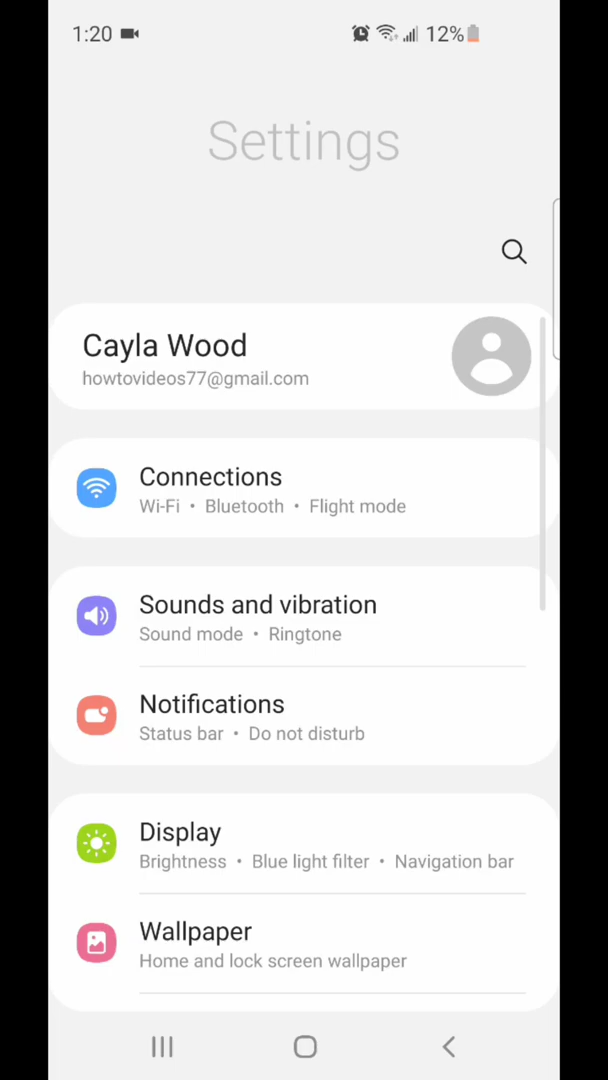 1:20 12%
Settings
Cayla Wood
howtovideos77@gmail.com
Connections
Wi-Fi • Bluetooth • Flight mode
Sounds and vibration
Sound mode • Ringtone
Notifications
Status bar • Do not disturb
Display
Brightness • Blue light filter • Navigation bar
Wallpaper
Home and lock screen wallpaper